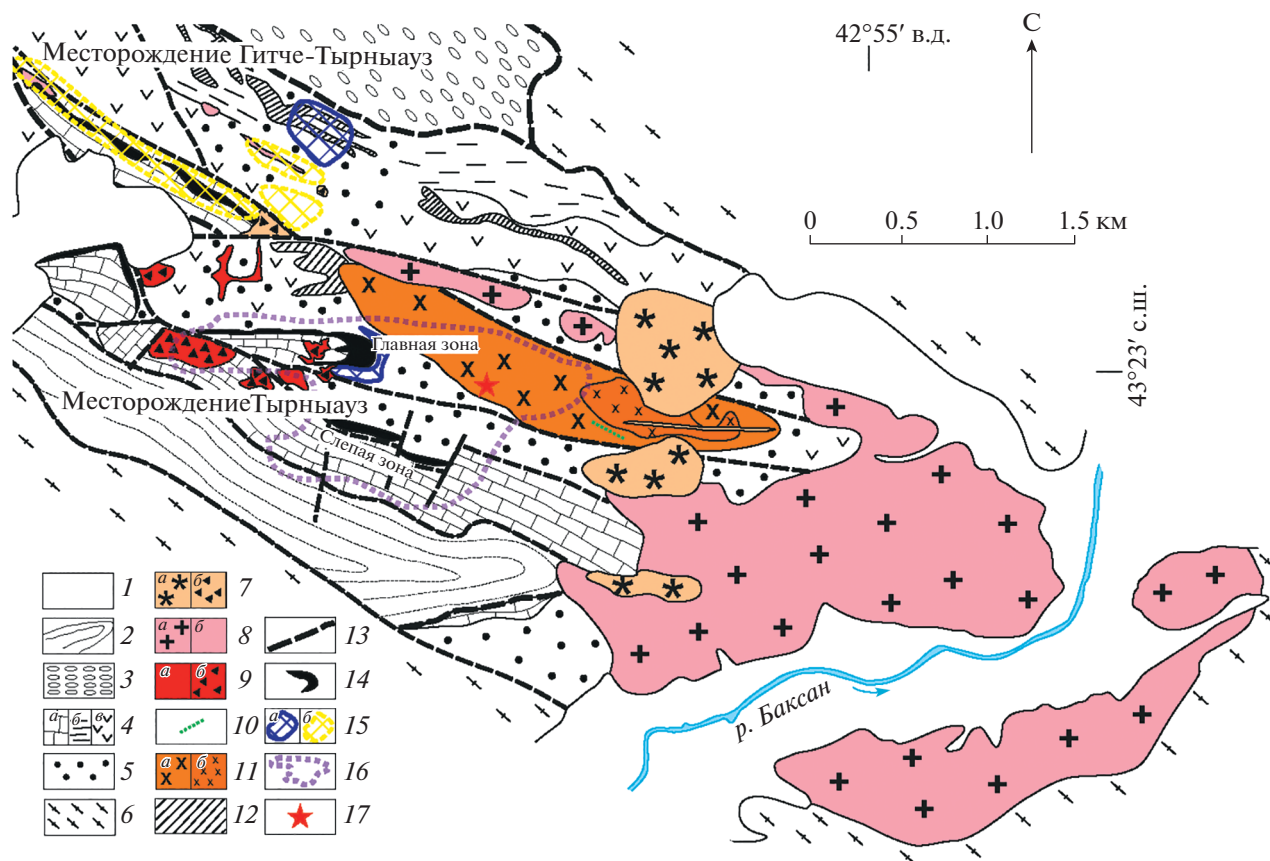 Месторождение Гитче-Тырныауз
42°55′ в.д.
С
0 0.5 1.0 1.5 км
43°23′ с.ш.
Главная зона
МесторождениеТырныауз
Слепая зона
р. Баксан
1
2
3
а б в 4
5
6
а б 7
а б 8
а б 9
10
а б 11
12
13
14
а б 15
16
17